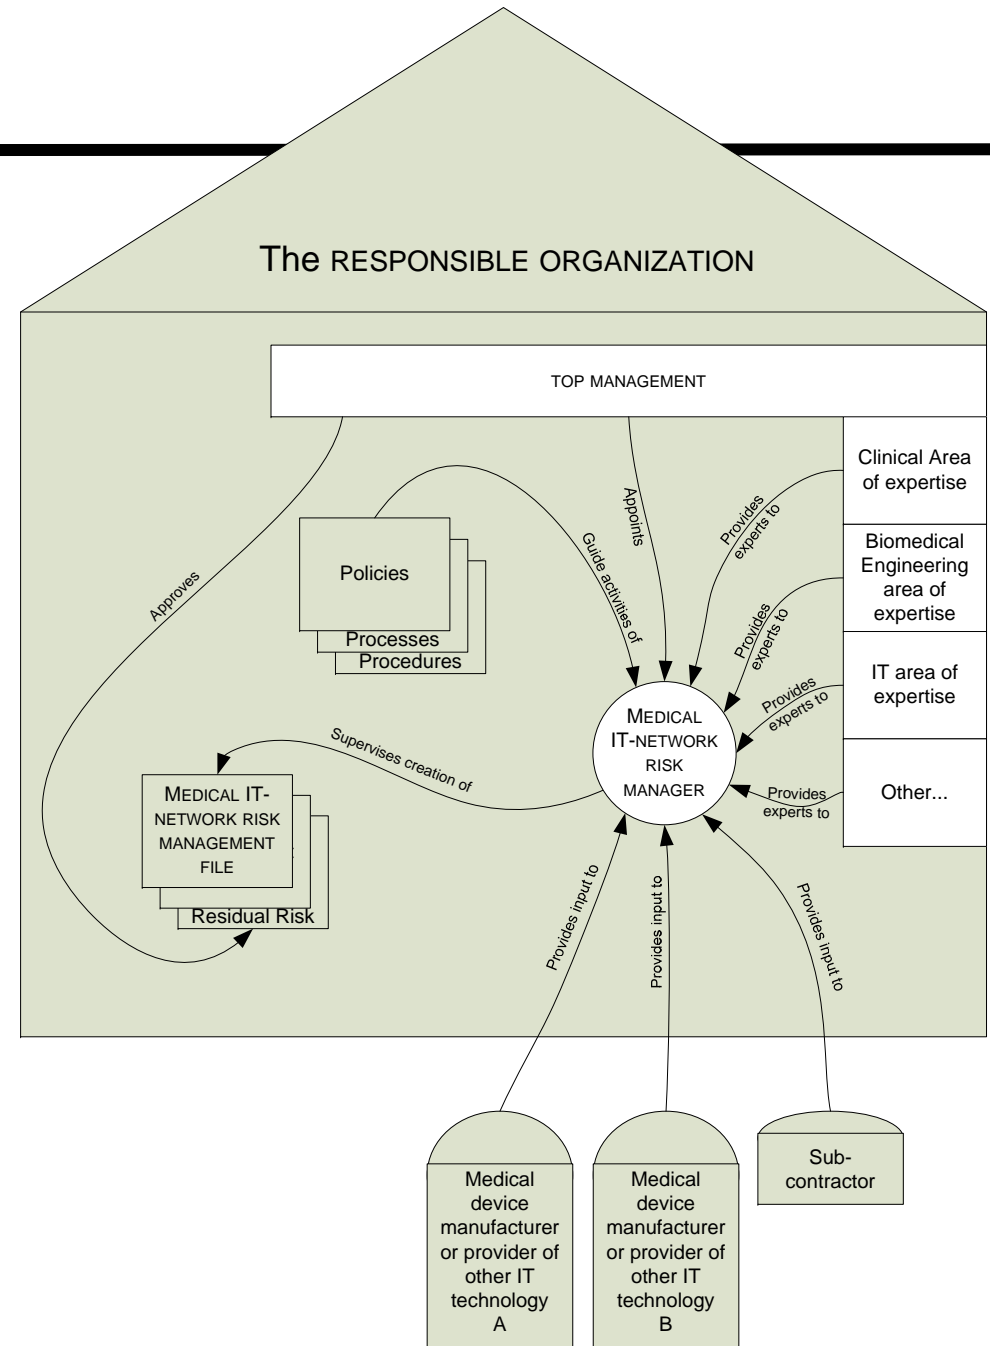 The RESPONSIBLE ORGANIZATION
TOP MANAGEMENT
Clinical Area
of expertise
Biomedical
Engineering
area of
expertise
IT area of
expertise
Other...
Appoints
Provides
experts to
Provides
experts to
Provides
experts to
Provides
experts to
Guide activities of
Approves
Policies
Processes
Procedures
MEDICAL
IT-NETWORK
RISK
MANAGER
Supervises creation of
MEDICAL IT-
NETWORK RISK
MANAGEMENT
FILE
Residual Risk
Provides input to
Provides input to
Provides input to
Medical
device
manufacturer
or provider of
other IT
technology
A
Medical
device
manufacturer
or provider of
other IT
technology
B
Sub-
contractor